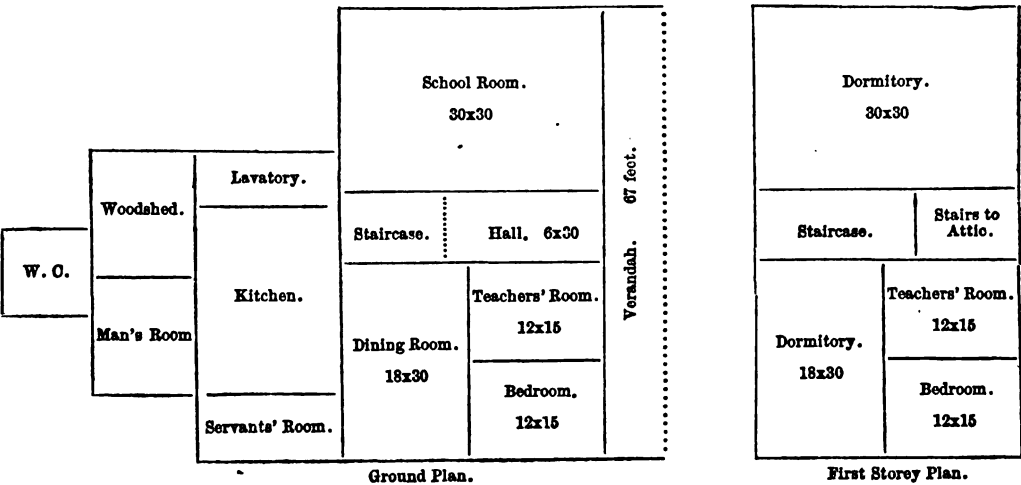 School Room.
30x30
Lavatory.
Woodshed.
Staircase.
Hall. 6x30
W. C.
Kitchen.
Man's Room
Teachers' Room.
12x15
Dining Room.
18x30
Bedroom.
12x15
Servants' Room.
Verandah. 67 feet.
Ground Plan.
Dormitory.
30x30
Staircase.
Stairs to
Attic.
Teachers' Room.
12x15
Dormitory.
18x30
Bedroom.
12x15
First Storey Plan.